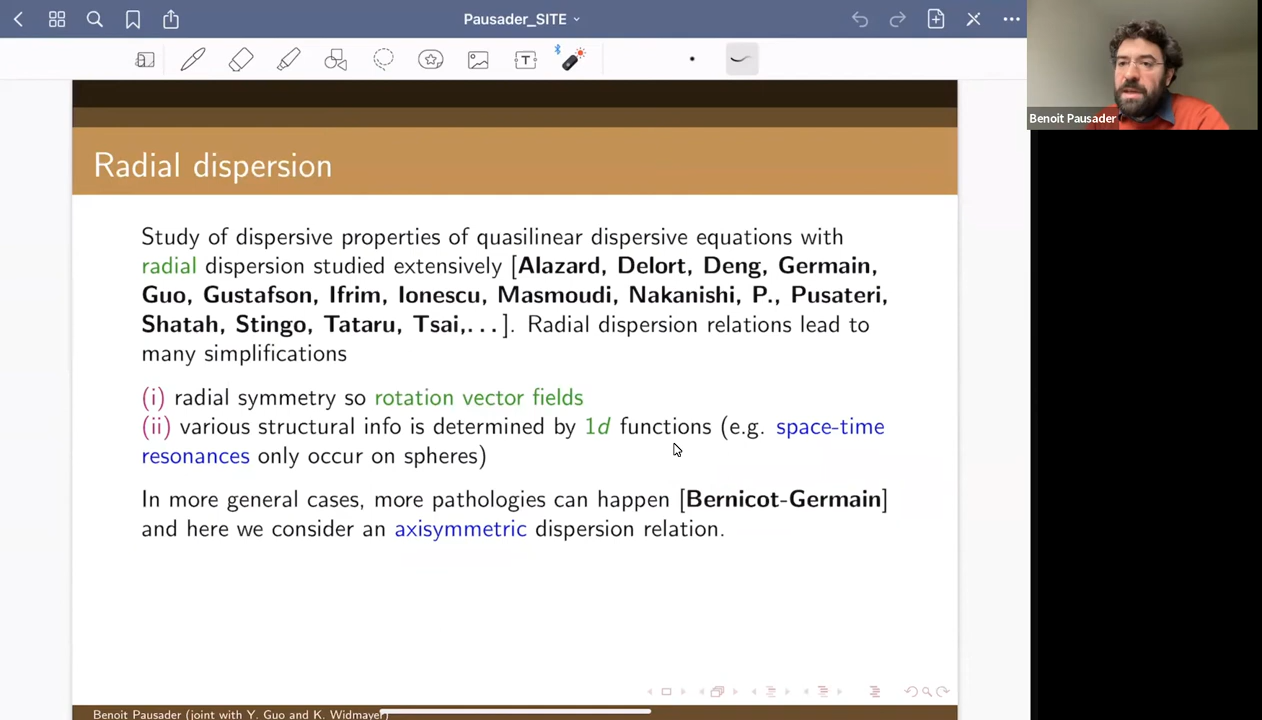 Pausader_SITE
T
Benoit Pausader
Radial dispersion
Study of dispersive properties of quasilinear dispersive equations with
radial dispersion studied extensively [Alazard, Delort, Deng, Germain,
Guo, Gustafson, Ifrim, Ionescu, Masmoudi, Nakanishi, P., Pusateri,
Shatah, Stingo, Tataru, Tsai,...]. Radial dispersion relations lead to
many simplifications
(i) radial symmetry so rotation vector fields
(ii) various structural info is determined by 1d functions (e.g. space-time
resonances only occur on spheres)
In more general cases, more pathologies can happen [Bernicot-Germain]
and here we consider an axisymmetric dispersion relation.
Benoit Pausader (joint with Y. Guo and K. Widmayer)